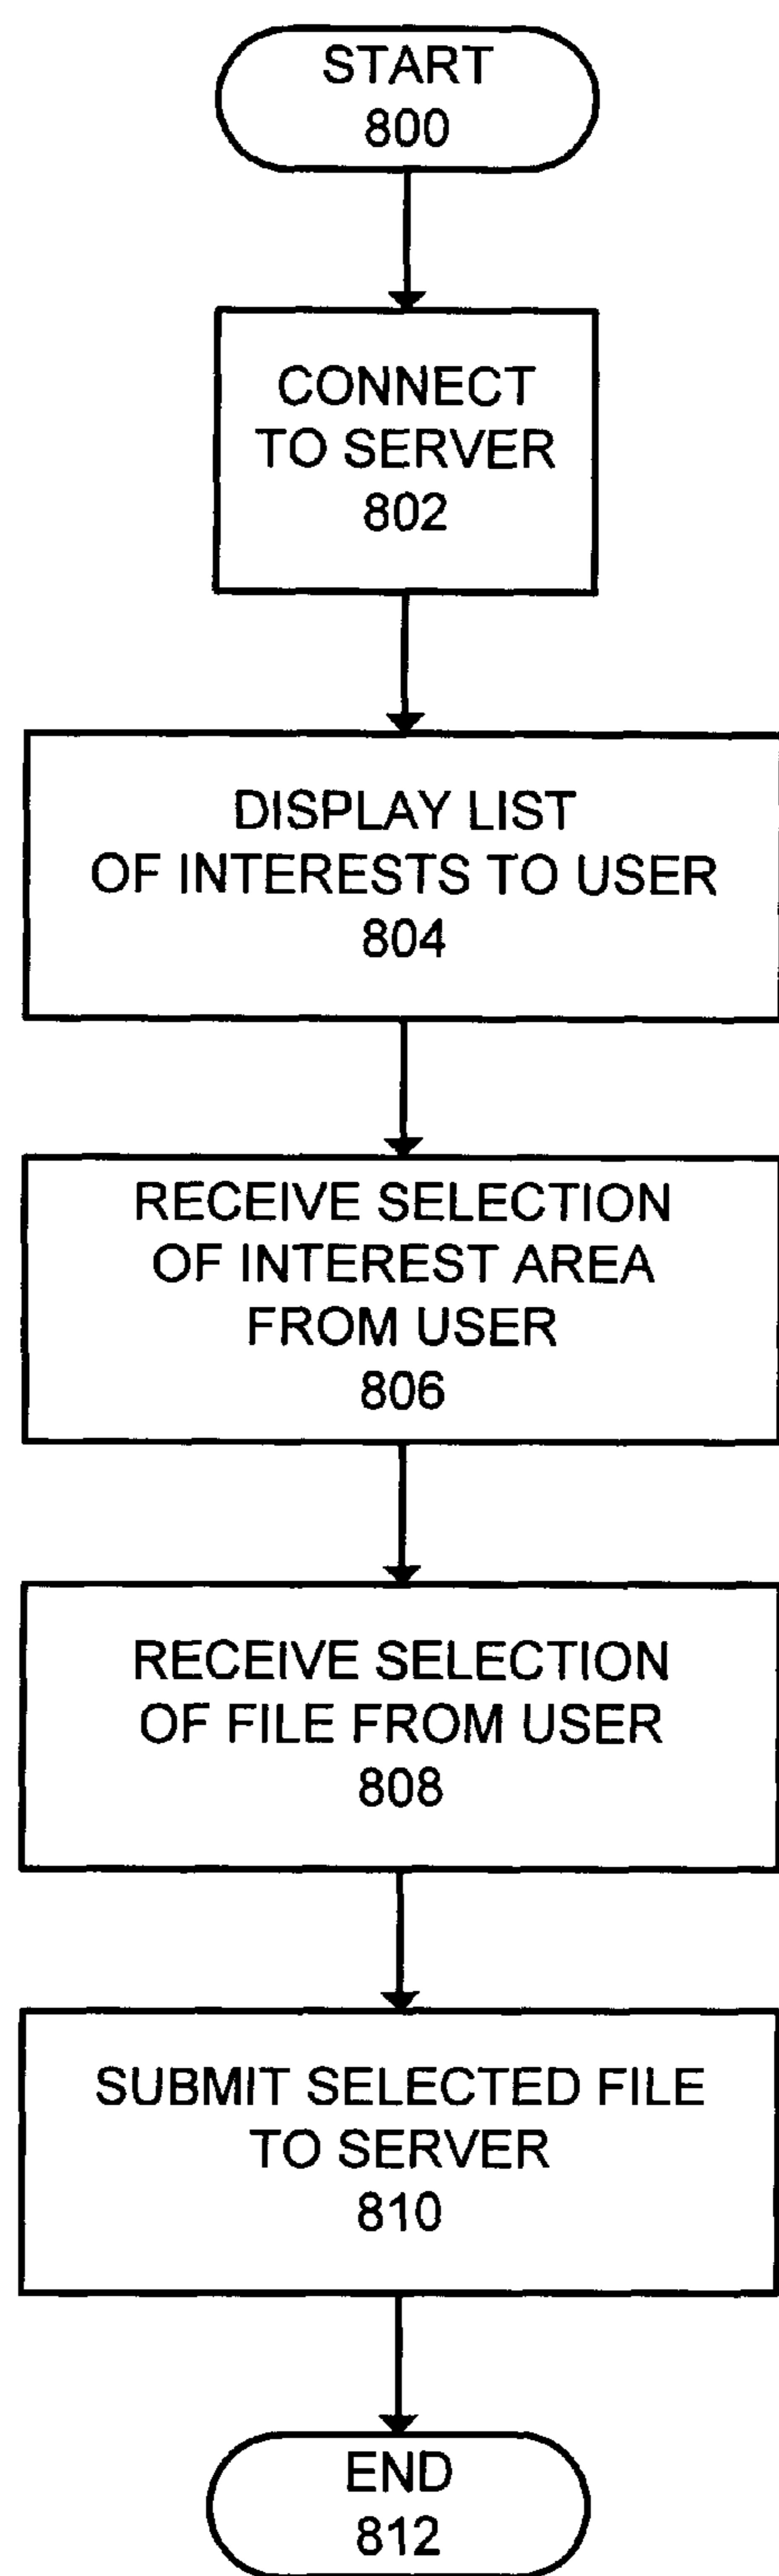 START
800
CONNECT
TO SERVER
802
DISPLAY LIST
OF INTERESTS TO USER
804
RECEIVE SELECTION
OF INTEREST AREA
FROM USER
806
RECEIVE SELECTION
OF FILE FROM USER
808
SUBMIT SELECTED FILE
TO SERVER
810
END
812